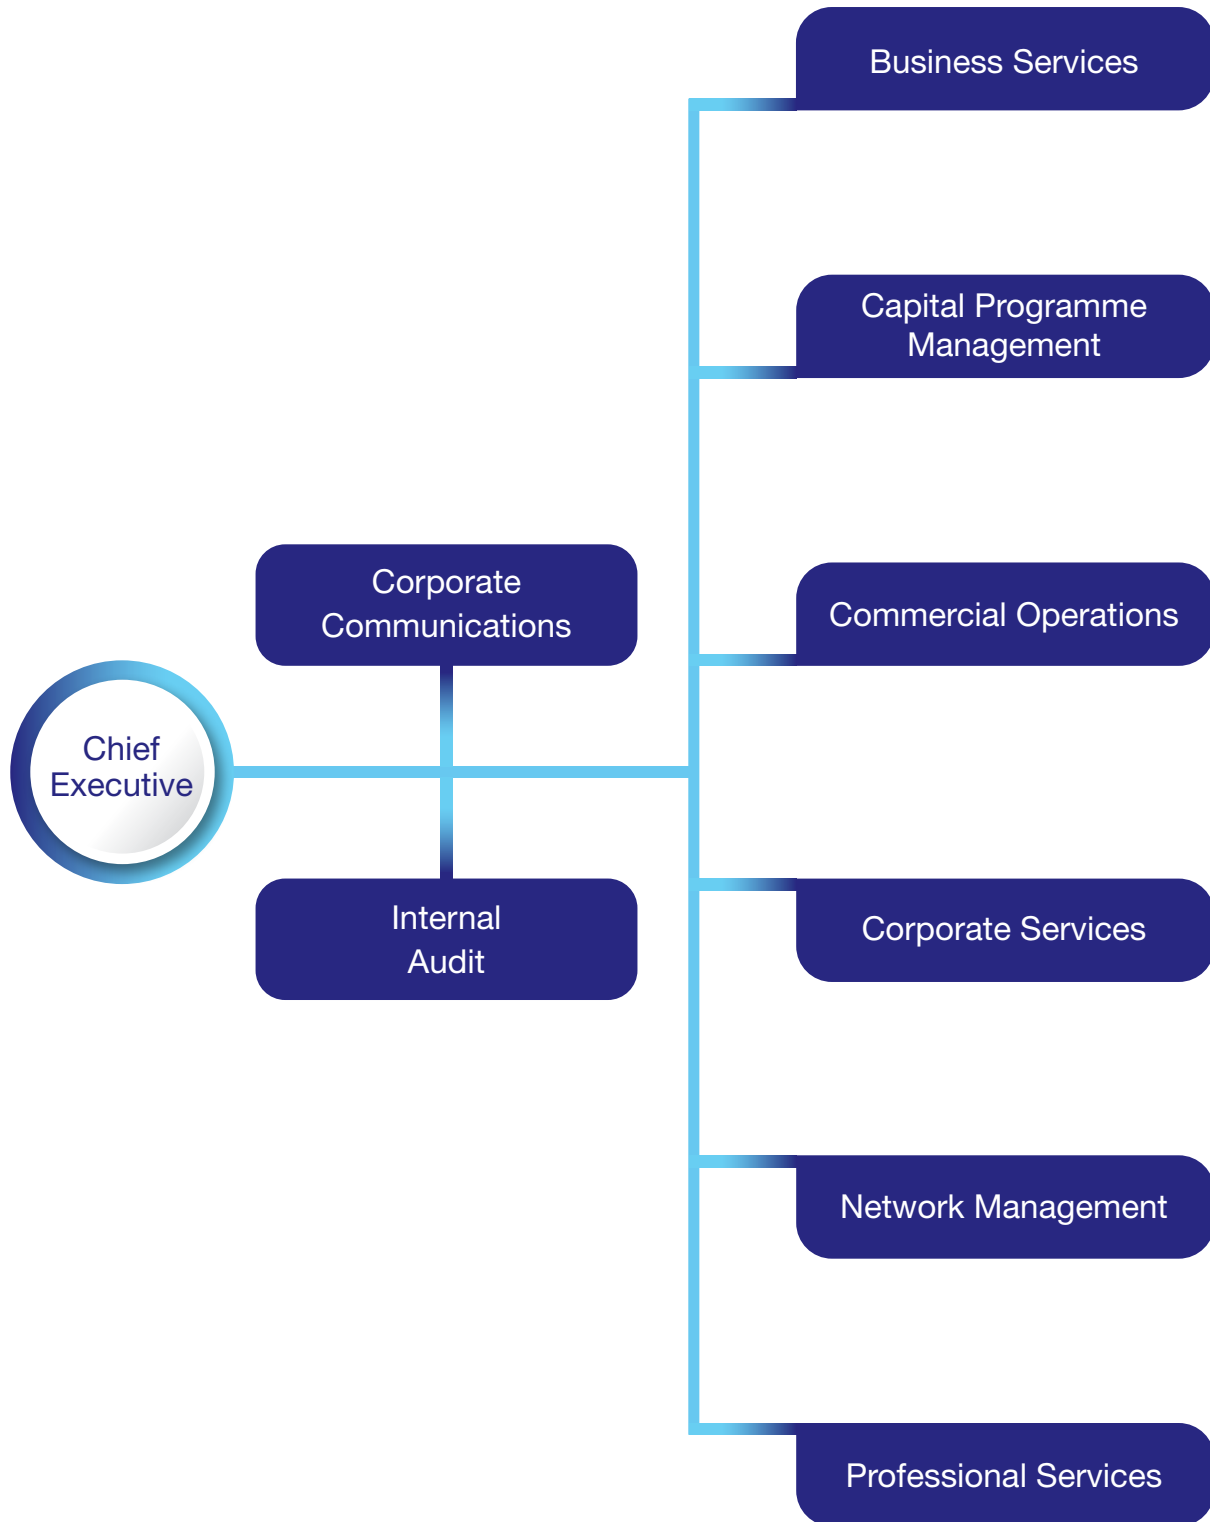 Business Services
Capital Programme
Management
Corporate
Communications
Commercial Operations
Chief
Executive
Internal
Audit
Corporate Services
Network Management
Professional Services